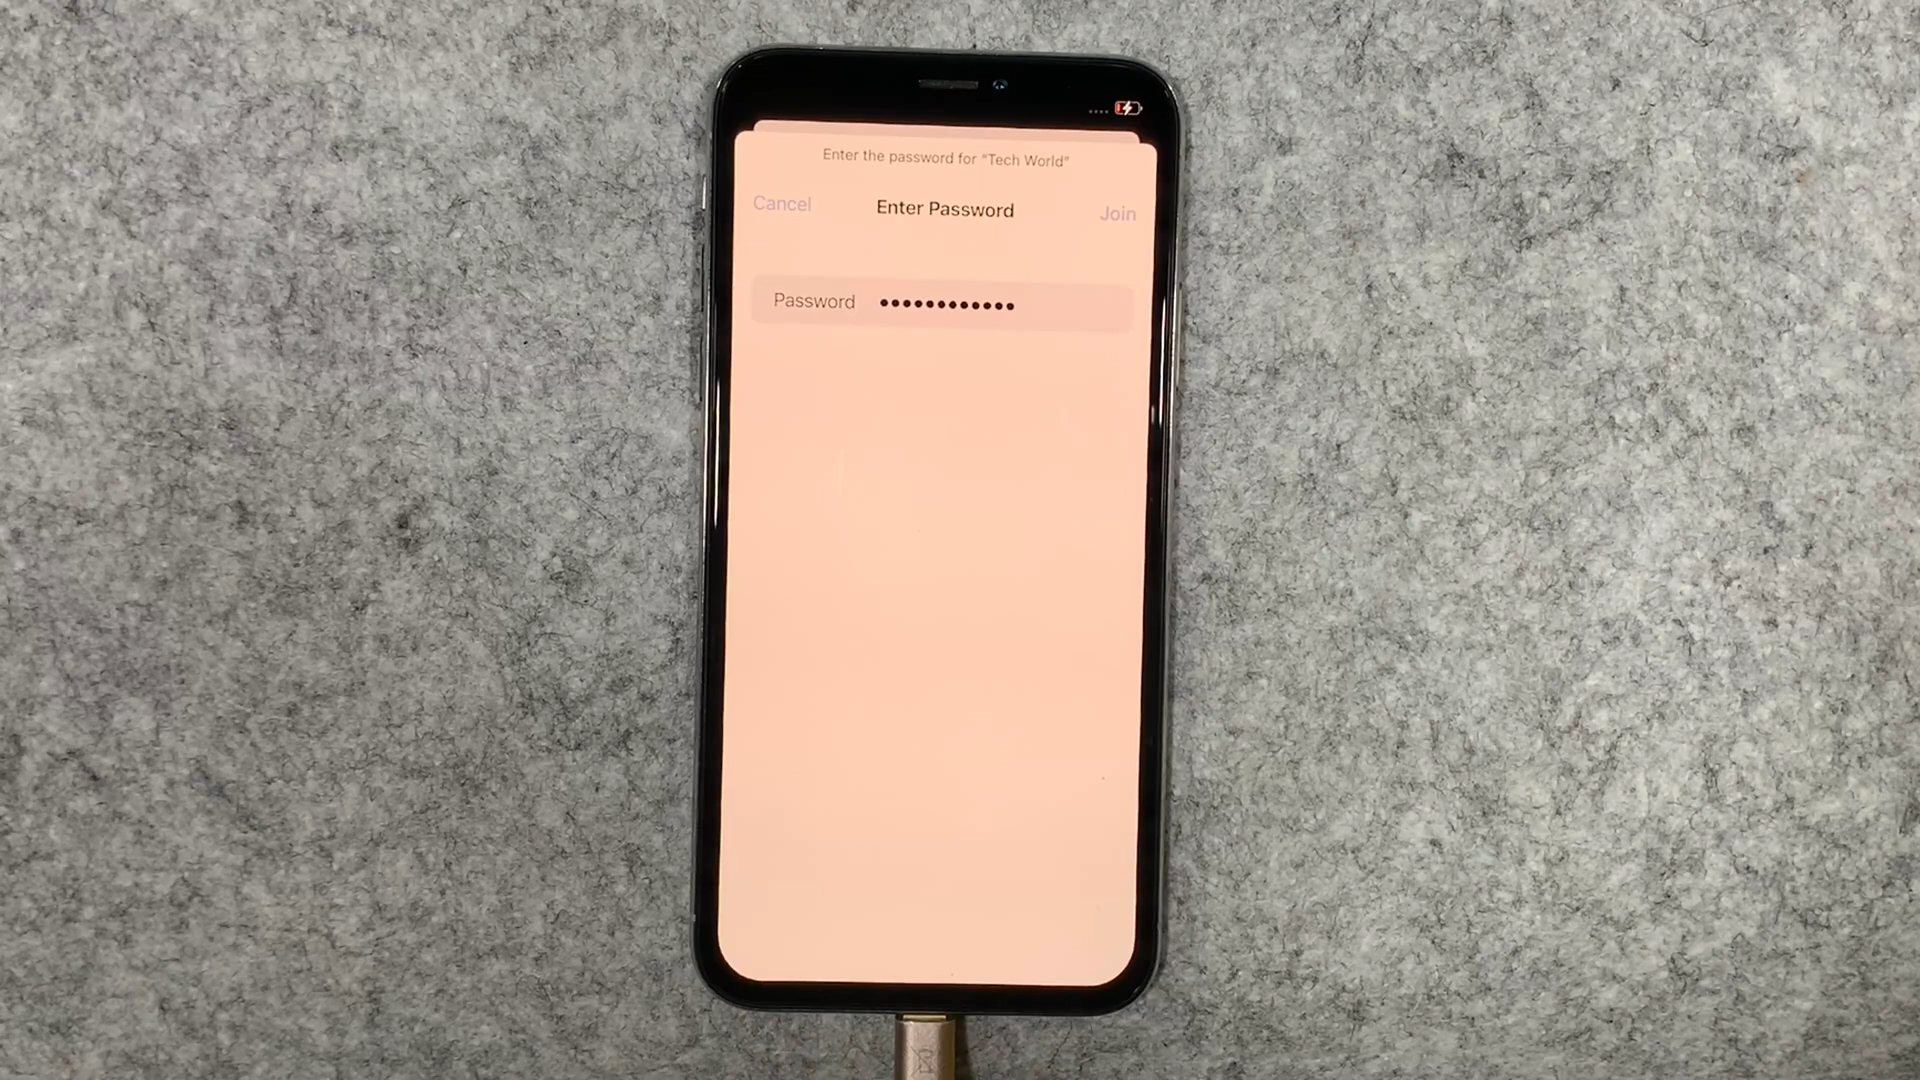 Enter the password for "Tech World"
Cancel Enter Password Join
Password ••••••••••••